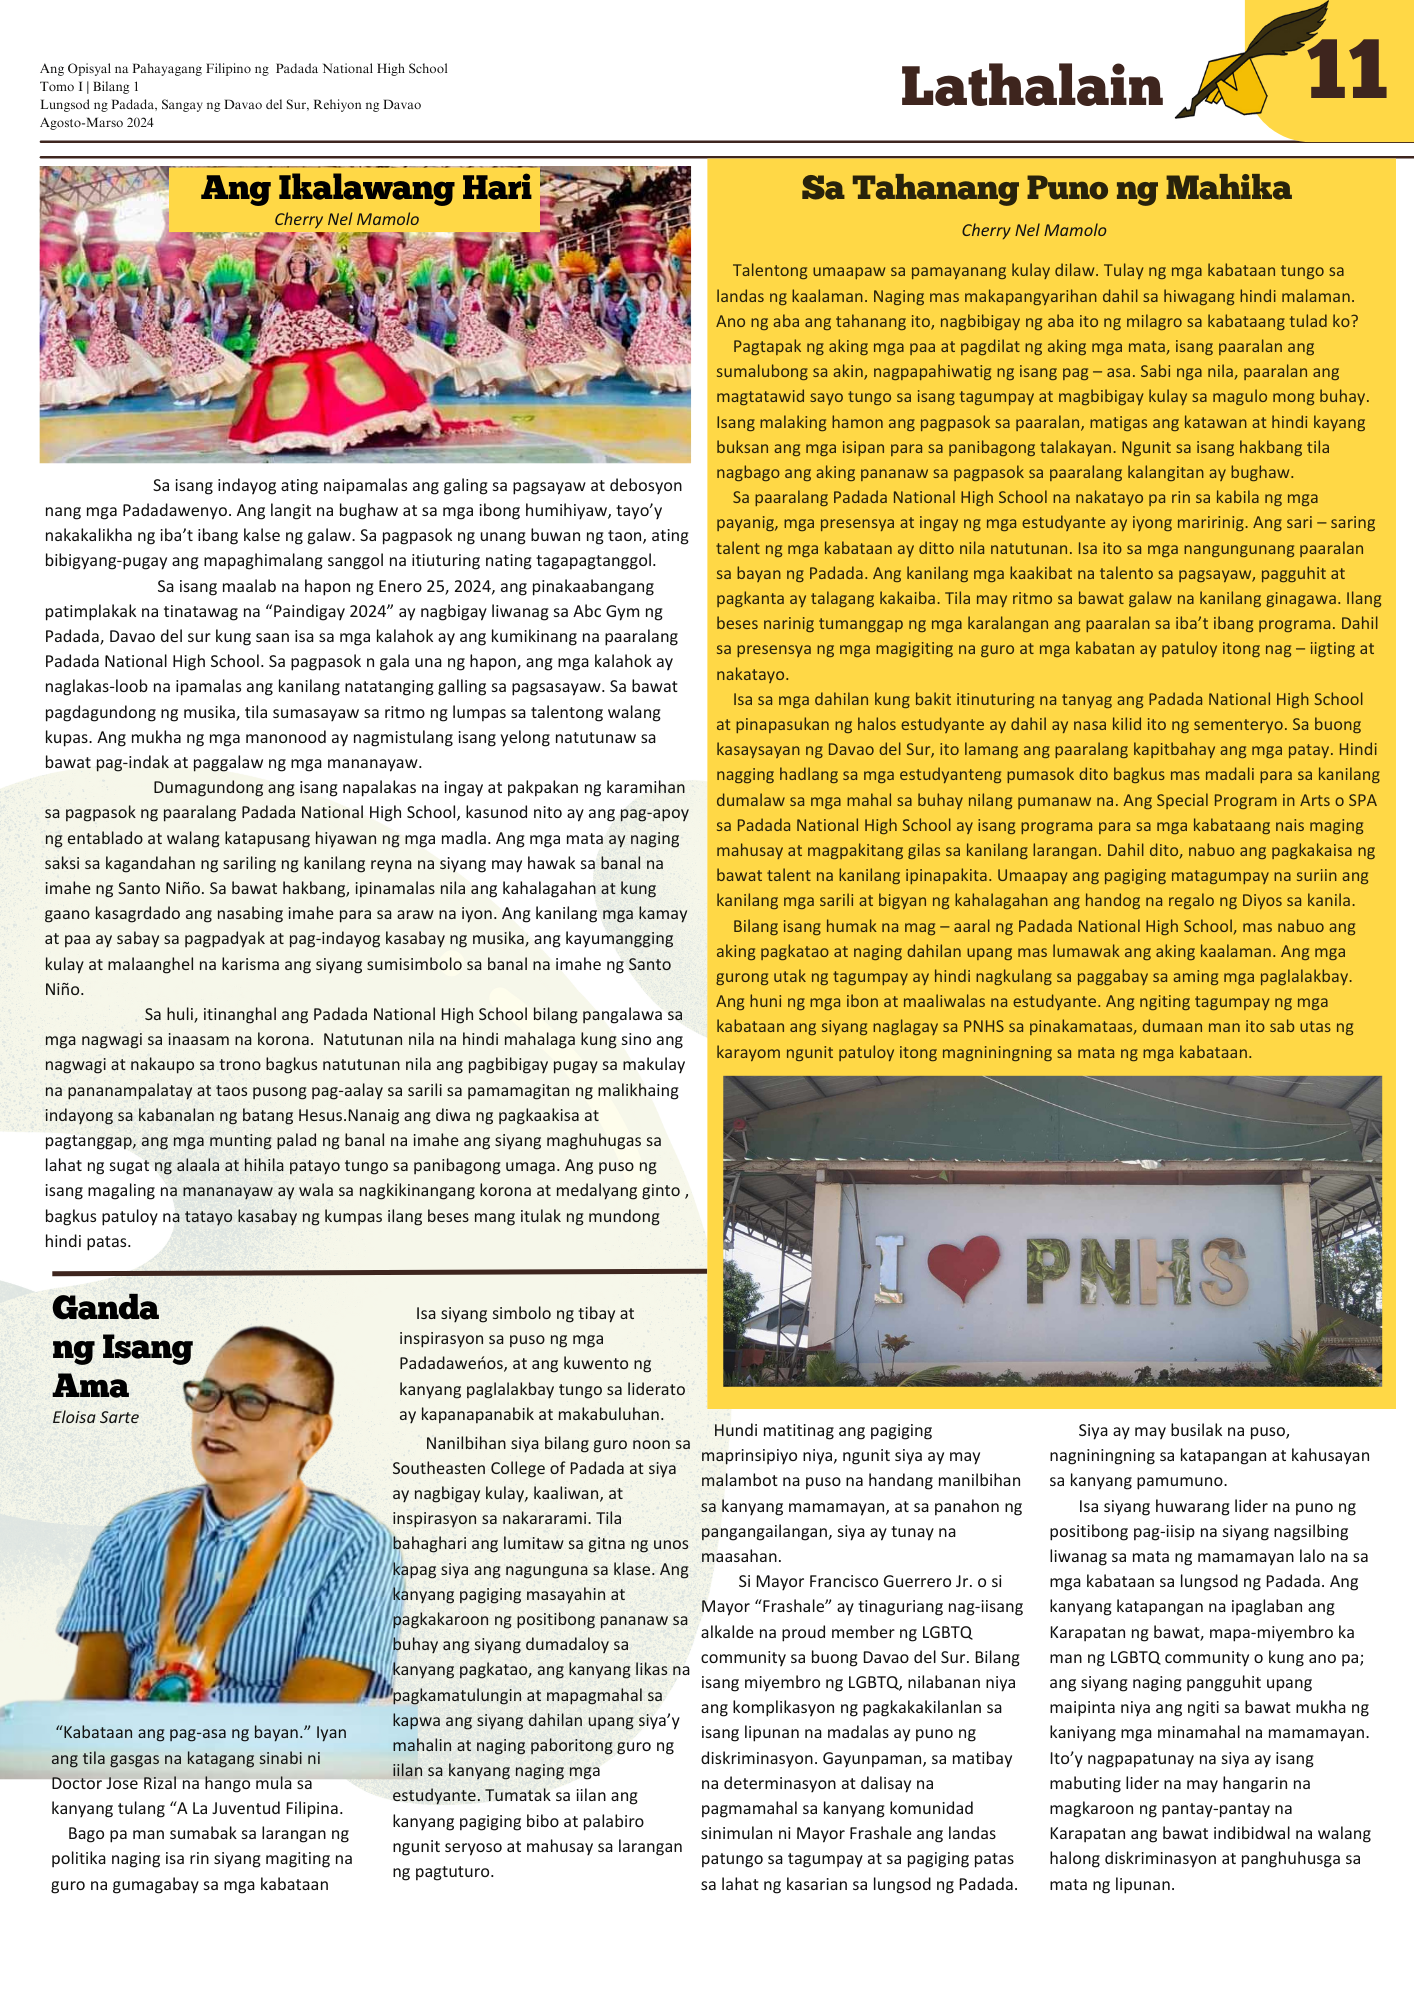 Ang Opisyal na Pahayagang Filipino ng Padada National High School
Tomo I | Bilang 1
Lungsod ng Padada, Sangay ng Davao del Sur, Rehiyon ng Davao
Agosto-Marso 2024
Lathalain
11
Ang Ikalawang Hari
Cherry Nel Mamolo
Sa isang indayog ating naipamalas ang galing sa pagsayaw at debosyon
nang mga Padadawenyo. Ang langit na bughaw at sa mga ibong humihiyaw, tayo’y
nakakalikha ng iba’t ibang kalse ng galaw. Sa pagpasok ng unang buwan ng taon, ating
bibigyang-pugay ang mapaghimalang sanggol na itiuturing nating tagapagtanggol.
Sa isang maalab na hapon ng Enero 25, 2024, ang pinakaabangang
patimplakak na tinatawag na “Paindigay 2024” ay nagbigay liwanag sa Abc Gym ng
Padada, Davao del sur kung saan isa sa mga kalahok ay ang kumikinang na paaralang
Padada National High School. Sa pagpasok n gala una ng hapon, ang mga kalahok ay
naglakas-loob na ipamalas ang kanilang natatanging galling sa pagsasayaw. Sa bawat
pagdagundong ng musika, tila sumasayaw sa ritmo ng lumpas sa talentong walang
kupas. Ang mukha ng mga manonood ay nagmistulang isang yelong natutunaw sa
bawat pag-indak at paggalaw ng mga mananayaw.
Dumagundong ang isang napalakas na ingay at pakpakan ng karamihan
sa pagpasok ng paaralang Padada National High School, kasunod nito ay ang pag-apoy
ng entablado at walang katapusang hiyawan ng mga madla. Ang mga mata ay naging
saksi sa kagandahan ng sariling ng kanilang reyna na siyang may hawak sa banal na
imahe ng Santo Niño. Sa bawat hakbang, ipinamalas nila ang kahalagahan at kung
gaano kasagrdado ang nasabing imahe para sa araw na iyon. Ang kanilang mga kamay
at paa ay sabay sa pagpadyak at pag-indayog kasabay ng musika, ang kayumangging
kulay at malaanghel na karisma ang siyang sumisimbolo sa banal na imahe ng Santo
Niño.
Sa huli, itinanghal ang Padada National High School bilang pangalawa sa
mga nagwagi sa inaasam na korona. Natutunan nila na hindi mahalaga kung sino ang
nagwagi at nakaupo sa trono bagkus natutunan nila ang pagbibigay pugay sa makulay
na pananampalatay at taos pusong pag-aalay sa sarili sa pamamagitan ng malikhaing
indayong sa kabanalan ng batang Hesus.Nanaig ang diwa ng pagkaakisa at
pagtanggap, ang mga munting palad ng banal na imahe ang siyang maghuhugas sa
lahat ng sugat ng alaala at hihila patayo tungo sa panibagong umaga. Ang puso ng
isang magaling na mananayaw ay wala sa nagkikinangang korona at medalyang ginto ,
bagkus patuloy na tatayo kasabay ng kumpas ilang beses mang itulak ng mundong
hindi patas.
Sa Tahanang Puno ng Mahika
Cherry Nel Mamolo
Talentong umaapaw sa pamayanang kulay dilaw. Tulay ng mga kabataan tungo sa
landas ng kaalaman. Naging mas makapangyarihan dahil sa hiwagang hindi malaman.
Ano ng aba ang tahanang ito, nagbibigay ng aba ito ng milagro sa kabataang tulad ko?
Pagtapak ng aking mga paa at pagdilat ng aking mga mata, isang paaralan ang
sumalubong sa akin, nagpapahiwatig ng isang pag – asa. Sabi nga nila, paaralan ang
magtatawid sayo tungo sa isang tagumpay at magbibigay kulay sa magulo mong buhay.
Isang malaking hamon ang pagpasok sa paaralan, matigas ang katawan at hindi kayang
buksan ang mga isipan para sa panibagong talakayan. Ngunit sa isang hakbang tila
nagbago ang aking pananaw sa pagpasok sa paaralang kalangitan ay bughaw.
Sa paaralang Padada National High School na nakatayo pa rin sa kabila ng mga
payanig, mga presensya at ingay ng mga estudyante ay iyong maririnig. Ang sari – saring
talent ng mga kabataan ay ditto nila natutunan. Isa ito sa mga nangungunang paaralan
sa bayan ng Padada. Ang kanilang mga kaakibat na talento sa pagsayaw, pagguhit at
pagkanta ay talagang kakaiba. Tila may ritmo sa bawat galaw na kanilang ginagawa. Ilang
beses narinig tumanggap ng mga karalangan ang paaralan sa iba’t ibang programa. Dahil
sa presensya ng mga magigiting na guro at mga kabatan ay patuloy itong nag – iigting at
nakatayo.
Isa sa mga dahilan kung bakit itinuturing na tanyag ang Padada National High School
at pinapasukan ng halos estudyante ay dahil ay nasa kilid ito ng sementeryo. Sa buong
kasaysayan ng Davao del Sur, ito lamang ang paaralang kapitbahay ang mga patay. Hindi
nagging hadlang sa mga estudyanteng pumasok dito bagkus mas madali para sa kanilang
dumalaw sa mga mahal sa buhay nilang pumanaw na. Ang Special Program in Arts o SPA
sa Padada National High School ay isang programa para sa mga kabataang nais maging
mahusay at magpakitang gilas sa kanilang larangan. Dahil dito, nabuo ang pagkakaisa ng
bawat talent na kanilang ipinapakita. Umaapay ang pagiging matagumpay na suriin ang
kanilang mga sarili at bigyan ng kahalagahan ang handog na regalo ng Diyos sa kanila.
Bilang isang humak na mag – aaral ng Padada National High School, mas nabuo ang
aking pagkatao at naging dahilan upang mas lumawak ang aking kaalaman. Ang mga
gurong utak ng tagumpay ay hindi nagkulang sa paggabay sa aming mga paglalakbay.
Ang huni ng mga ibon at maaliwalas na estudyante. Ang ngiting tagumpay ng mga
kabataan ang siyang naglagay sa PNHS sa pinakamataas, dumaan man ito sab utas ng
karayom ngunit patuloy itong magniningning sa mata ng mga kabataan.
I PNHS
Ganda
ng Isang
Ama
Eloisa Sarte
“Kabataan ang pag-asa ng bayan.” Iyan
ang tila gasgas na katagang sinabi ni
Doctor Jose Rizal na hango mula sa
kanyang tulang “A La Juventud Filipina.
Bago pa man sumabak sa larangan ng
politika naging isa rin siyang magiting na
guro na gumagabay sa mga kabataan
Isa siyang simbolo ng tibay at
inspirasyon sa puso ng mga
Padadaweńos, at ang kuwento ng
kanyang paglalakbay tungo sa liderato
ay kapanapanabik at makabuluhan.
Nanilbihan siya bilang guro noon sa
Southeasten College of Padada at siya
ay nagbigay kulay, kaaliwan, at
inspirasyon sa nakararami. Tila
bahaghari ang lumitaw sa gitna ng unos
kapag siya ang nagunguna sa klase. Ang
kanyang pagiging masayahin at
pagkakaroon ng positibong pananaw sa
buhay ang siyang dumadaloy sa
kanyang pagkatao, ang kanyang likas na
pagkamatulungin at mapagmahal sa
kapwa ang siyang dahilan upang siya’y
mahalin at naging paboritong guro ng
iilan sa kanyang naging mga
estudyante. Tumatak sa iilan ang
kanyang pagiging bibo at palabiro
ngunit seryoso at mahusay sa larangan
ng pagtuturo.
Hundi matitinag ang pagiging
maprinsipiyo niya, ngunit siya ay may
malambot na puso na handang manilbihan
sa kanyang mamamayan, at sa panahon ng
pangangailangan, siya ay tunay na
maasahan.
Si Mayor Francisco Guerrero Jr. o si
Mayor “Frashale” ay tinaguriang nag-iisang
alkalde na proud member ng LGBTQ
community sa buong Davao del Sur. Bilang
isang miyembro ng LGBTQ, nilabanan niya
ang komplikasyon ng pagkakakilanlan sa
isang lipunan na madalas ay puno ng
diskriminasyon. Gayunpaman, sa matibay
na determinasyon at dalisay na
pagmamahal sa kanyang komunidad
sinimulan ni Mayor Frashale ang landas
patungo sa tagumpay at sa pagiging patas
sa lahat ng kasarian sa lungsod ng Padada.
Siya ay may busilak na puso,
nagniningning sa katapangan at kahusayan
sa kanyang pamumuno.
Isa siyang huwarang lider na puno ng
positibong pag-iisip na siyang nagsilbing
liwanag sa mata ng mamamayan lalo na sa
mga kabataan sa lungsod ng Padada. Ang
kanyang katapangan na ipaglaban ang
Karapatan ng bawat, mapa-miyembro ka
man ng LGBTQ community o kung ano pa;
ang siyang naging pangguhit upang
maipinta niya ang ngiti sa bawat mukha ng
kaniyang mga minamahal na mamamayan.
Ito’y nagpapatunay na siya ay isang
mabuting lider na may hangarin na
magkaroon ng pantay-pantay na
Karapatan ang bawat indibidwal na walang
halong diskriminasyon at panghuhusga sa
mata ng lipunan.